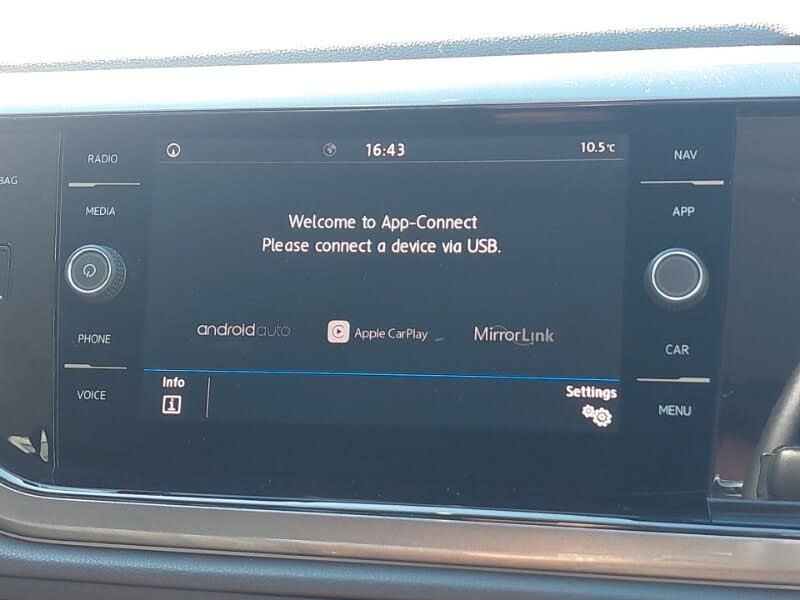 BAG
RADIO
MEDIA
PHONE
VOICE
16:43
10.5°C
Welcome to App-Connect
Please connect a device via USB.
androidauto
Apple CarPlay
MirrorLink
Info
i
Settings
NAV
APP
CAR
MENU